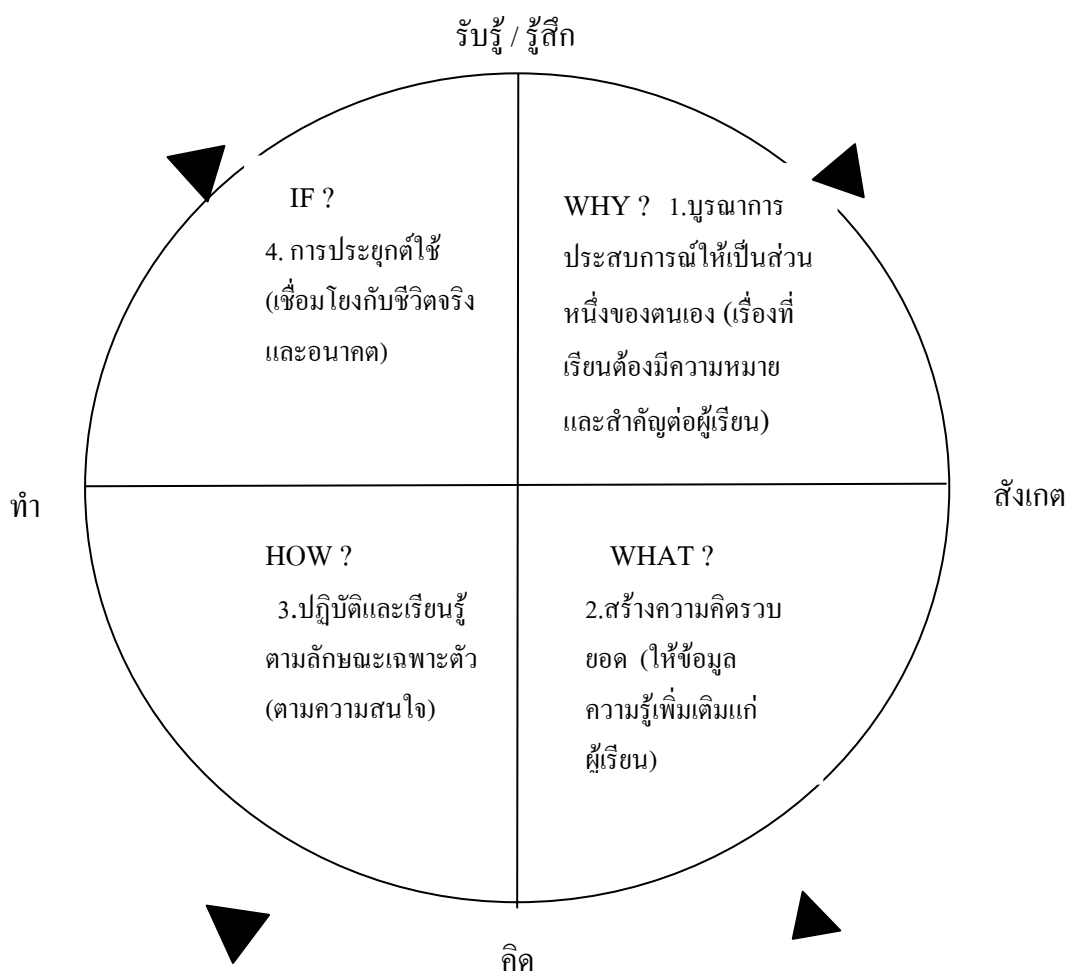 รับรู้ / รู้สึก
IF ?
4. การประยุกต์ใช้
(เชื่อมโยงกับชีวิตจริง
และอนาคต)
WHY ? 1.บูรณาการ
ประสบการณ์ให้เป็นส่วน
หนึ่งของตนเอง (เรื่องที่
เรียนต้องมีความหมาย
และสำคัญต่อผู้เรียน)
ทำ
สังเกต
HOW ?
3.ปฏิบัติและเรียนรู้
ตามลักษณะเฉพาะตัว
(ตามความสนใจ)
WHAT ?
2.สร้างความคิดรวบ
ยอด (ให้ข้อมูล
ความรู้เพิ่มเติมแก่
ผู้เรียน)
คิด